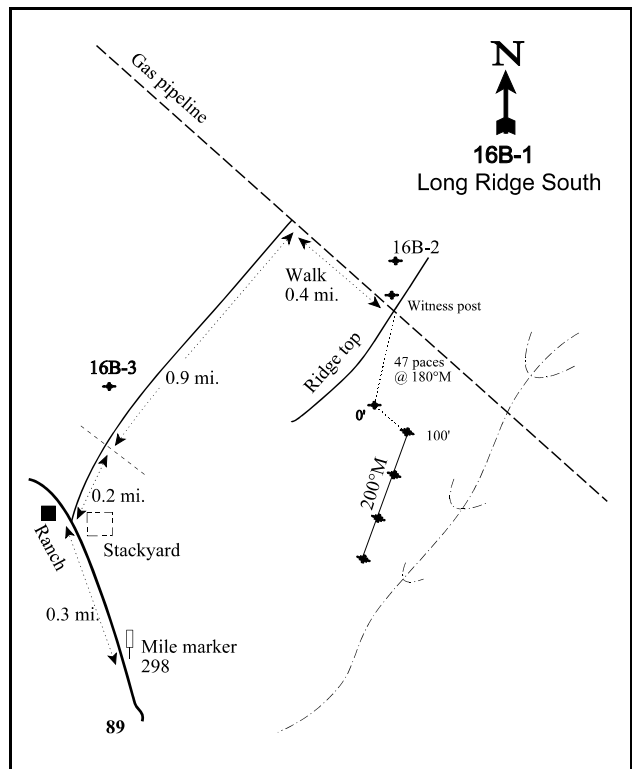 N
16B-1
Long Ridge South
Gas pipeline
16B-2
Walk
0.4 mi.
Witness post
Ridge top
47 paces
@ 180°M
16B-3
0.9 mi.
0'
100'
200°M
0.2 mi.
Ranch
Stackyard
0.3 mi.
Mile marker
298
89